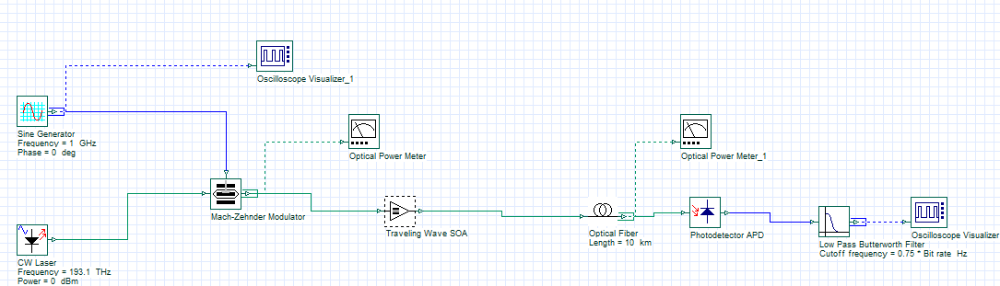 Oscilloscope Visualizer_1
Sine Generator
Frequency = 1 GHz
Phase = 0 deg
Optical Power Meter
Optical Power Meter_1
Mach-Zehnder Modulator
Traveling Wave SOA
Optical Fiber
Length = 10 km
Photodetector APD
Low Pass Butterworth Filter
Cutoff frequency = 0.75 * Bit rate Hz
Oscilloscope Visualizer
CW Laser
Frequency = 193.1 THz
Power = 0 dBm